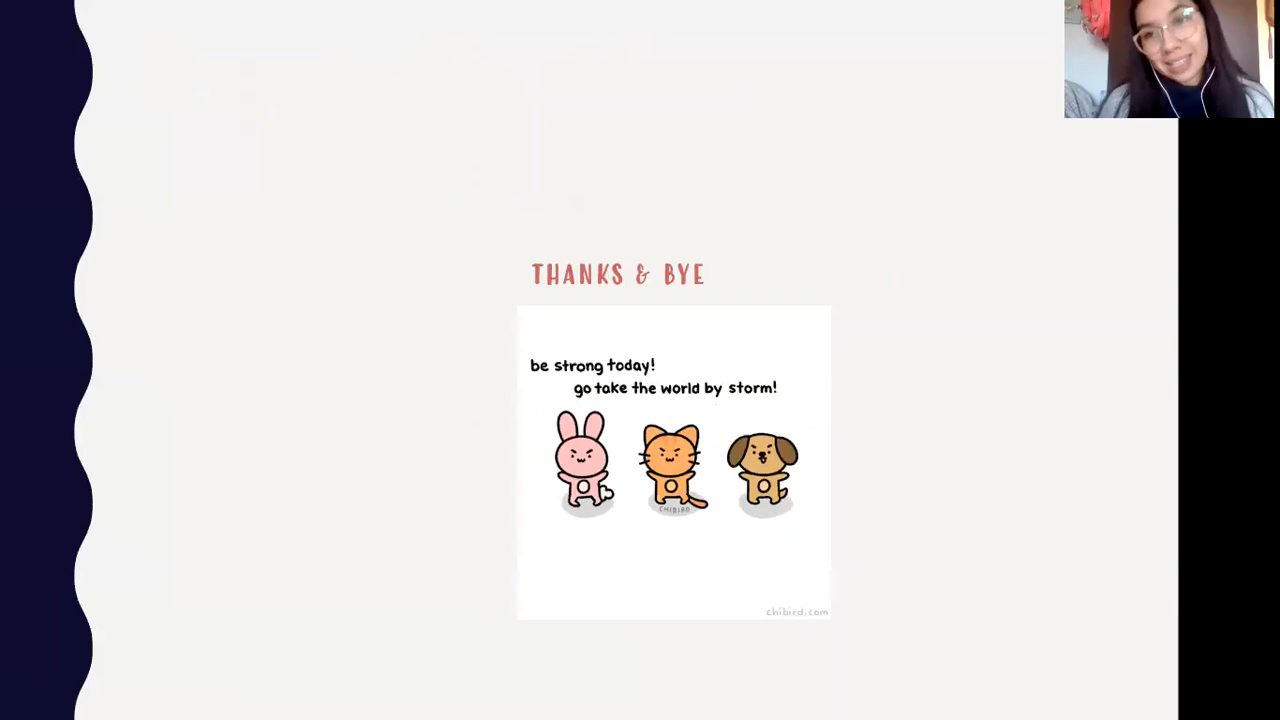 THANKS & BYE
be strong today!
go take the world by storm!
CHIBIRD
chibird.com